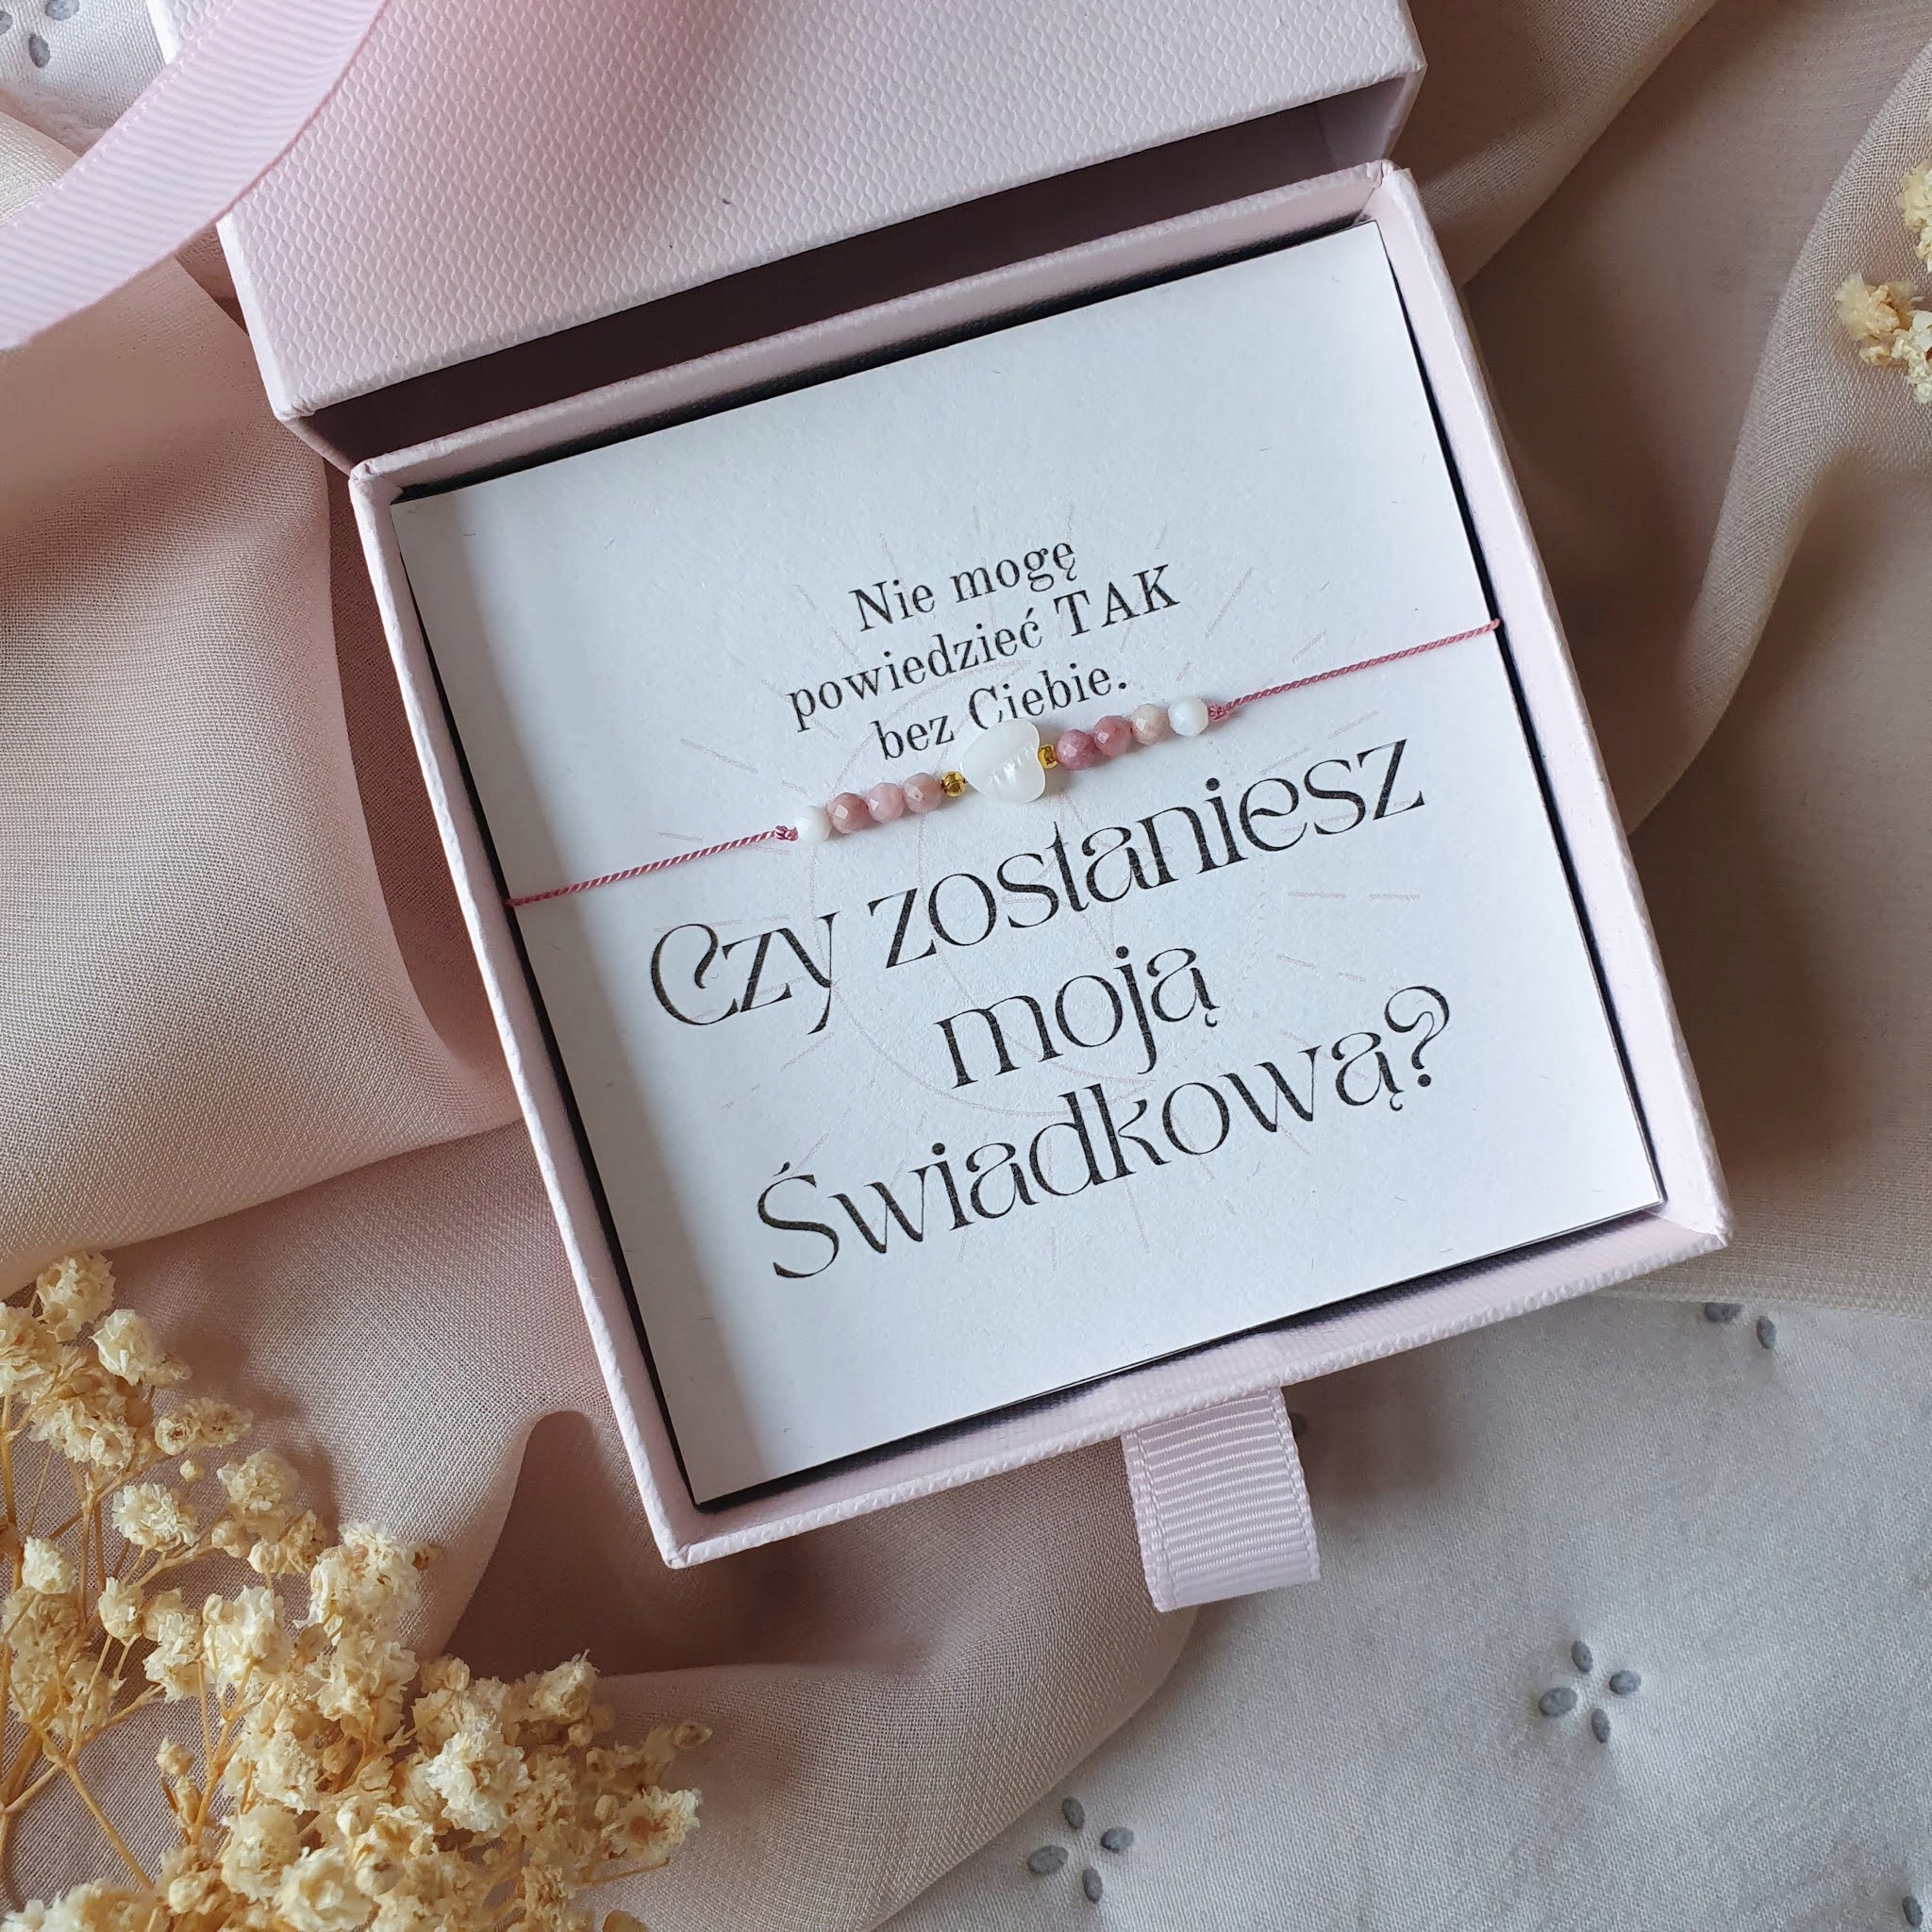 Nie mogę
powiedzieć TAK
bez Ciebie.
Czy zostaniesz
moją
Świadkową?